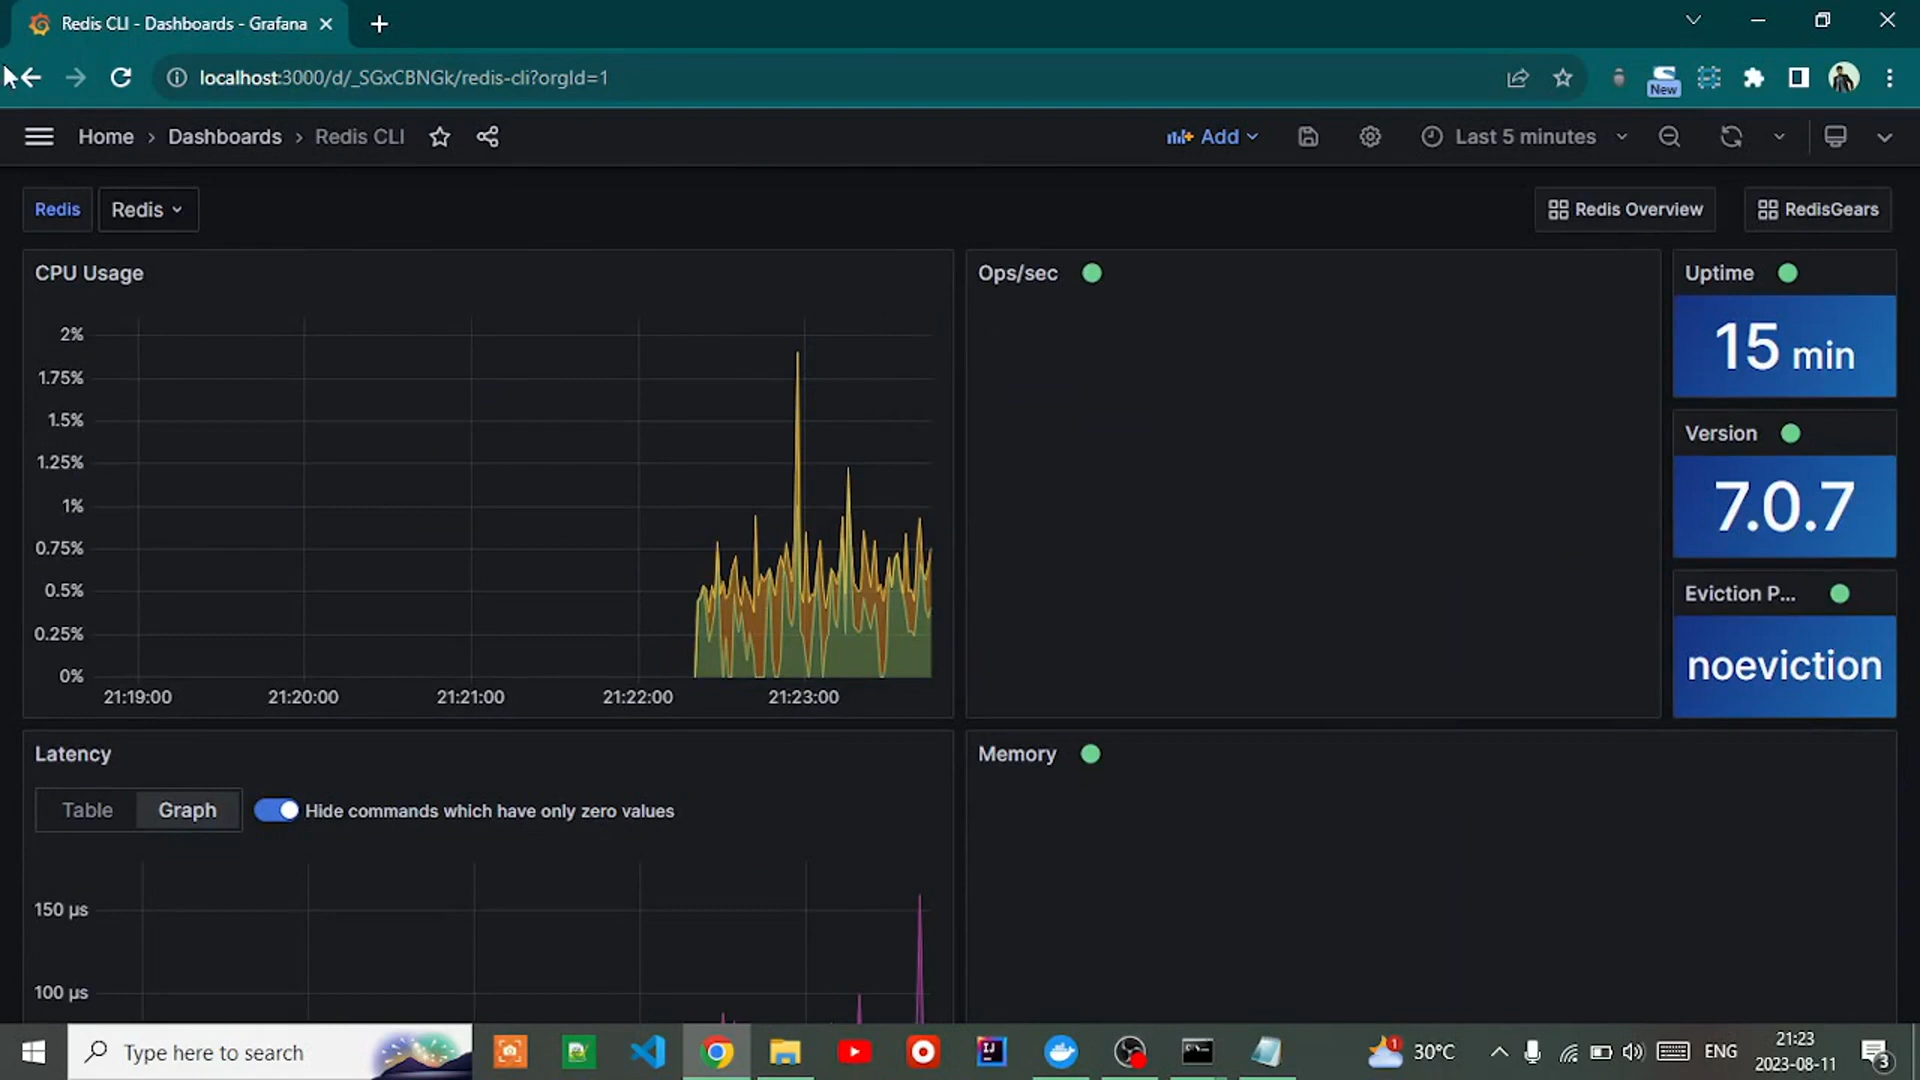 Redis CLI - Dashboards - Grafana
localhost:3000/d/_SGxCBNGk/redis-cli?orgId=1
New
Home › Dashboards › Redis CLI
Add
Last 5 minutes
Redis
Redis
Redis Overview
RedisGears
CPU Usage
2%
1.75%
1.5%
1.25%
1%
0.75%
0.5%
0.25%
0%
21:19:00
21:20:00
21:21:00
21:22:00
21:23:00
Ops/sec
Uptime
15 min
Version
7.0.7
Eviction P...
noeviction
Latency
Table
Graph
Hide commands which have only zero values
150 µs
100 µs
Memory
Type here to search
1
30°C
ENG
21:23
2023-08-11
3